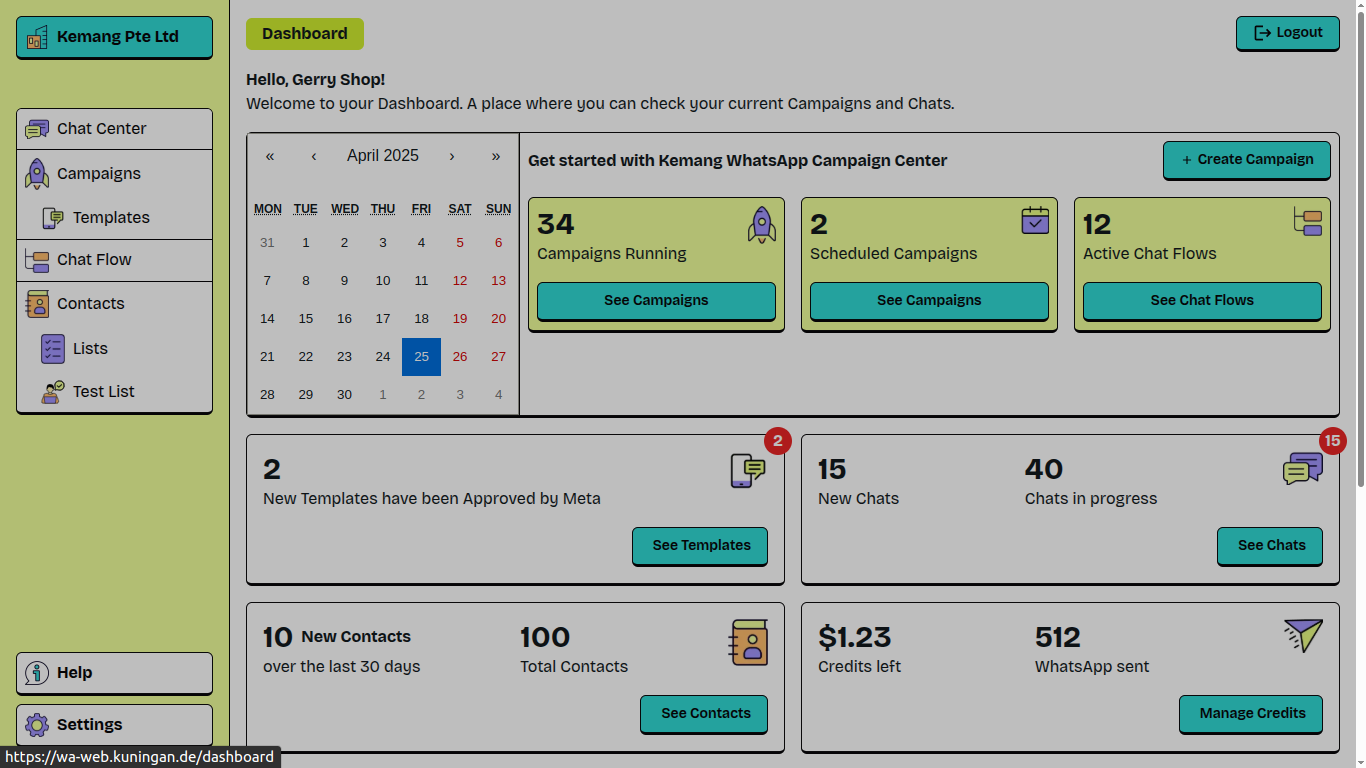 Kemang Pte Ltd
Chat Center
Campaigns
Templates
Chat Flow
Contacts
Lists
Test List
Help
Settings
https://wa-web.kuningan.de/dashboard
Dashboard
Logout
Hello, Gerry Shop!
Welcome to your Dashboard. A place where you can check your current Campaigns and Chats.
« ‹ April 2025 › »
MON TUE WED THU FRI SAT SUN
31 1 2 3 4 5 6
7 8 9 10 11 12 13
14 15 16 17 18 19 20
21 22 23 24 25 26 27
28 29 30 1 2 3 4
Get started with Kemang WhatsApp Campaign Center
+ Create Campaign
34
Campaigns Running
See Campaigns
2
Scheduled Campaigns
See Campaigns
12
Active Chat Flows
See Chat Flows
2
2
New Templates have been Approved by Meta
See Templates
15
15
New Chats
40
Chats in progress
See Chats
10 New Contacts
over the last 30 days
100
Total Contacts
See Contacts
$1.23
Credits left
512
WhatsApp sent
Manage Credits